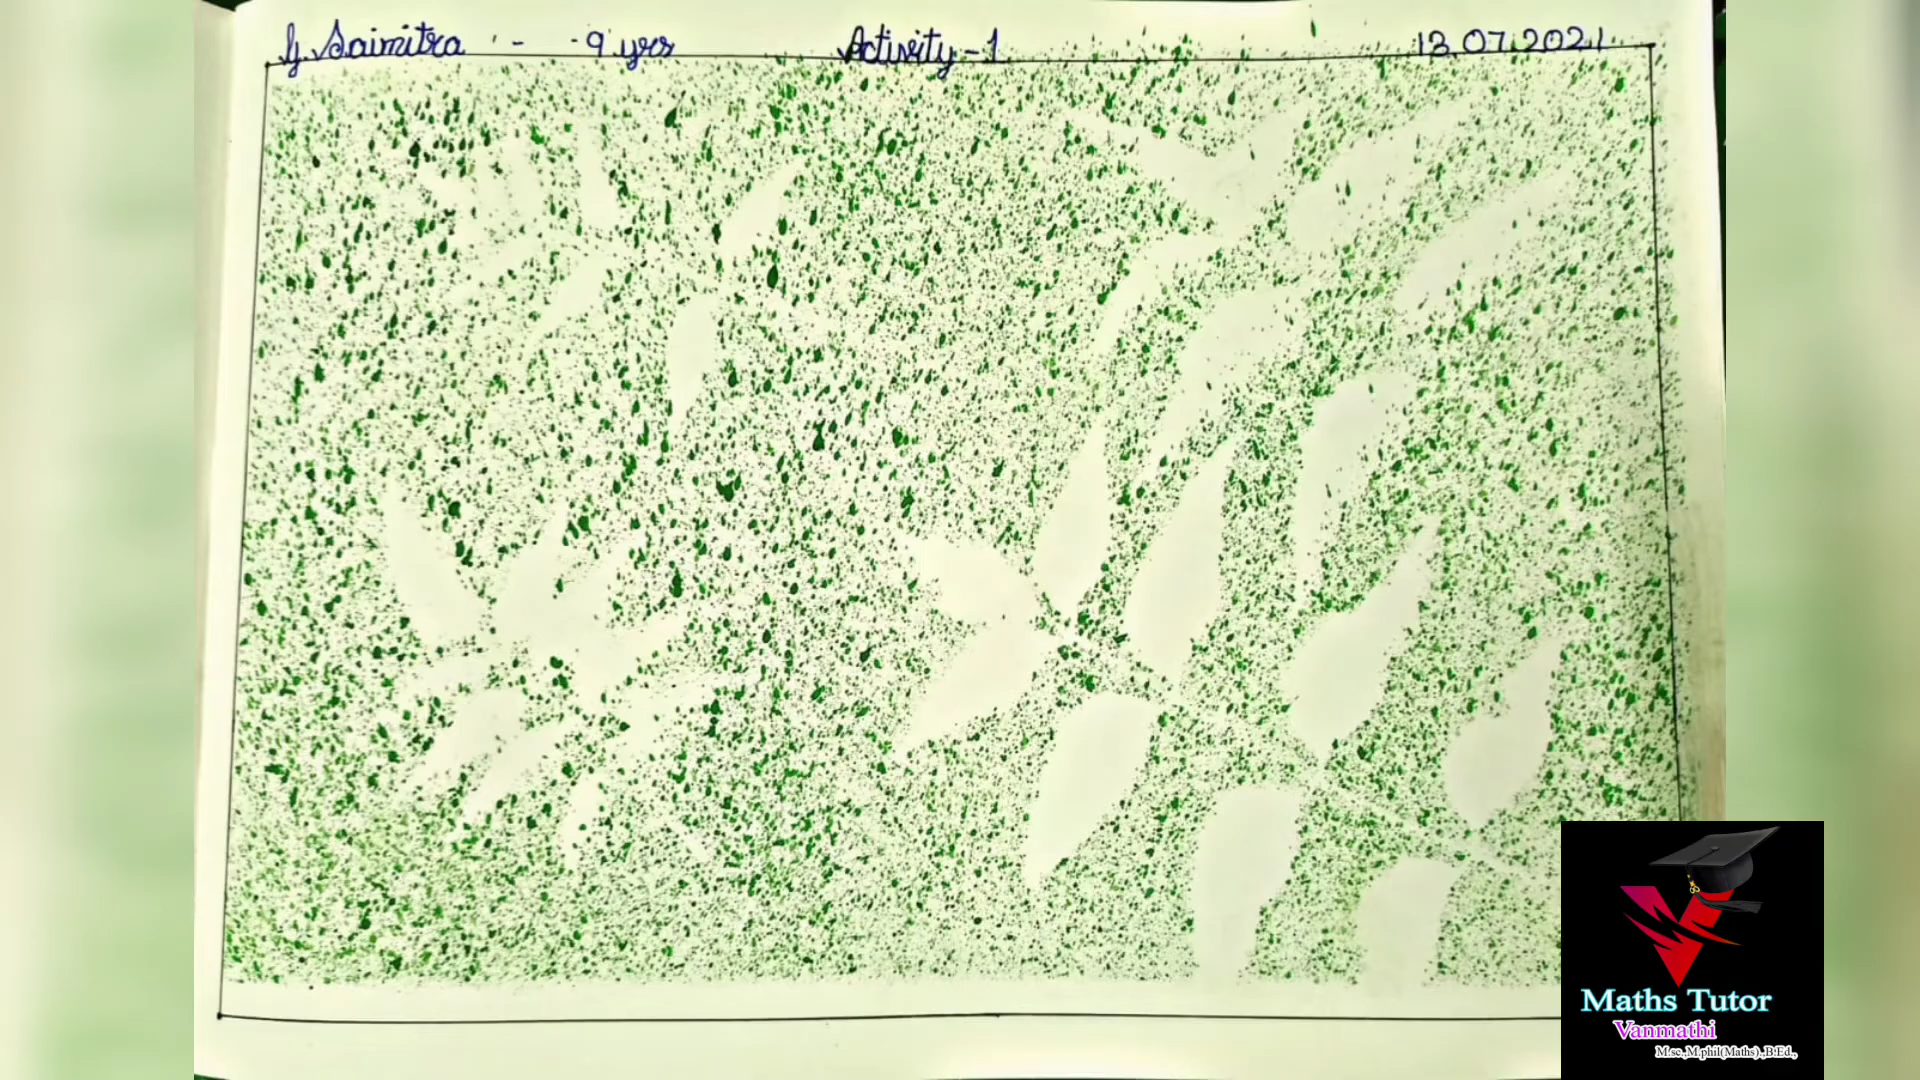 G. Saimitra - 9 yrs Activity-1 13.07.2021
Maths Tutor
Vanmathi
M.sc.,M.phil(Maths).,B.Ed.,